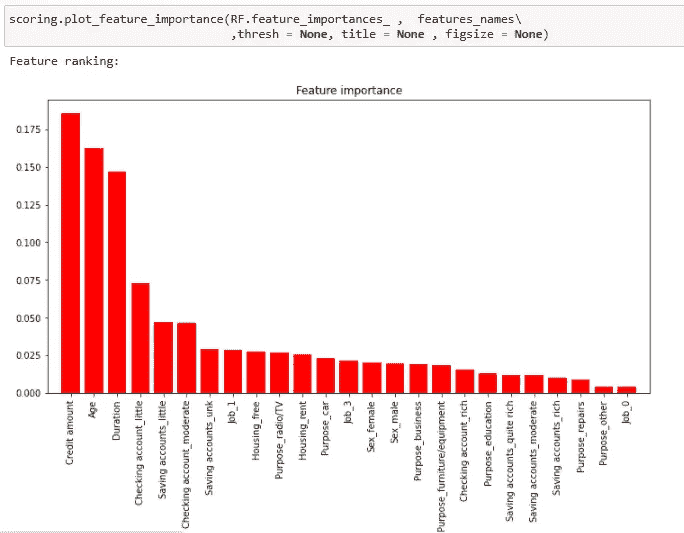 scoring.plot_feature_importance(RF.feature_importances_ , features_names\
,thresh = None, title = None , figsize = None)
Feature ranking:
Feature importance
0.175
0.150
0.125
0.100
0.075
0.050
0.025
0.000
Credit amount
Age
Duration
Checking account_little
Saving accounts_little
Checking account_moderate
Saving accounts_unk
Job_1
Housing_free
Purpose_radio/TV
Housing_rent
Purpose_car
Job_3
Sex_female
Sex_male
Purpose_business
Purpose_furniture/equipment
Checking account_rich
Purpose_education
Saving accounts_quite rich
Saving accounts_moderate
Saving accounts_rich
Purpose_repairs
Purpose_other
Job_0